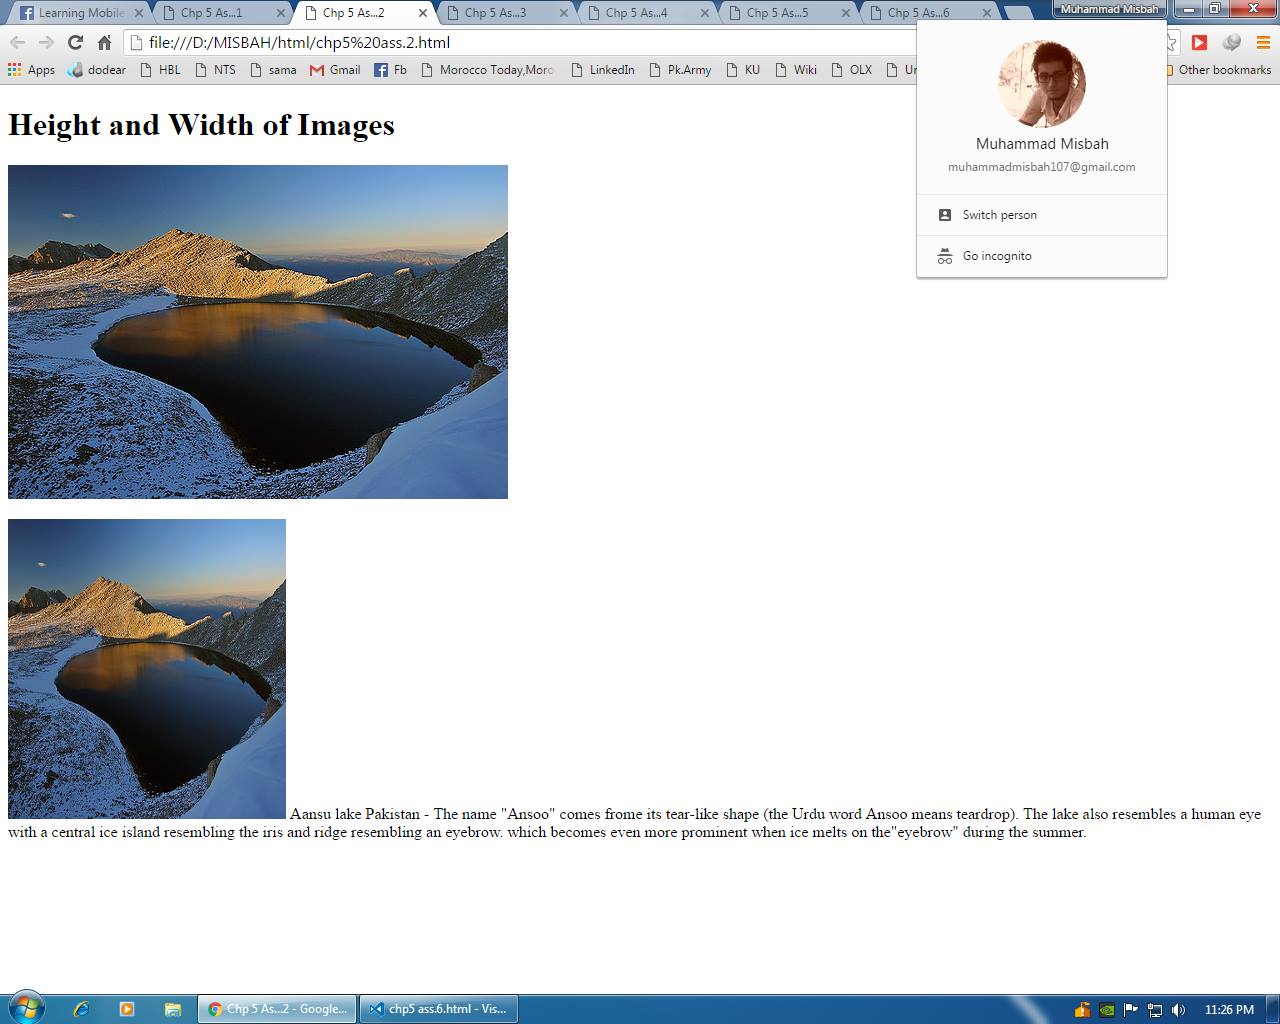 Learning Mobile
Chp 5 As...1
Chp 5 As...2
Chp 5 As...3
Chp 5 As...4
Chp 5 As...5
Chp 5 As...6
Muhammad Misbah
file:///D:/MISBAH/html/chp5%20ass.2.html
Apps dodear HBL NTS sama Gmail Fb Morocco Today,Moro LinkedIn Pk.Army KU Wiki OLX Other bookmarks
Muhammad Misbah
muhammadmisbah107@gmail.com
Switch person
Go incognito
Height and Width of Images
Aansu lake Pakistan - The name "Ansoo" comes frome its tear-like shape (the Urdu word Ansoo means teardrop). The lake also resembles a human eye
with a central ice island resembling the iris and ridge resembling an eyebrow. which becomes even more prominent when ice melts on the"eyebrow" during the summer.
Chp 5 As...2 - Google...
chp5 ass.6.html - Vis...
11:26 PM